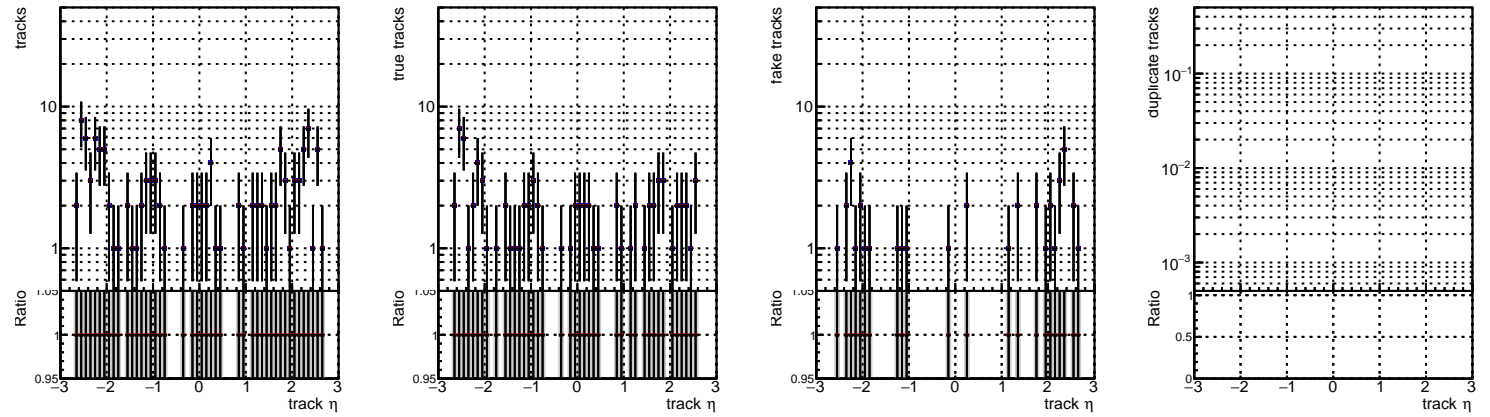 tracks
10
1
Ratio
1.05
1
0.95
−3 −2 −1 0 1 2 3
track η
true tracks
10
1
Ratio
1.05
1
0.95
−3 −2 −1 0 1 2 3
track η
fake tracks
10
1
Ratio
1.05
1
0.95
−3 −2 −1 0 1 2 3
track η
duplicate tracks
10−1
10−2
10−3
Ratio
1
0.5
0
−3 −2 −1 0 1 2 3
track η